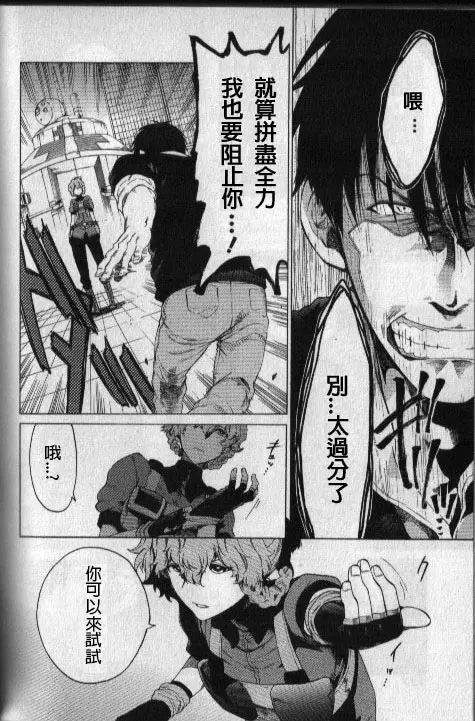 喂…
別…太過分了
就算拼盡全力
我也要阻止你……!
哦…?
你可以來試試